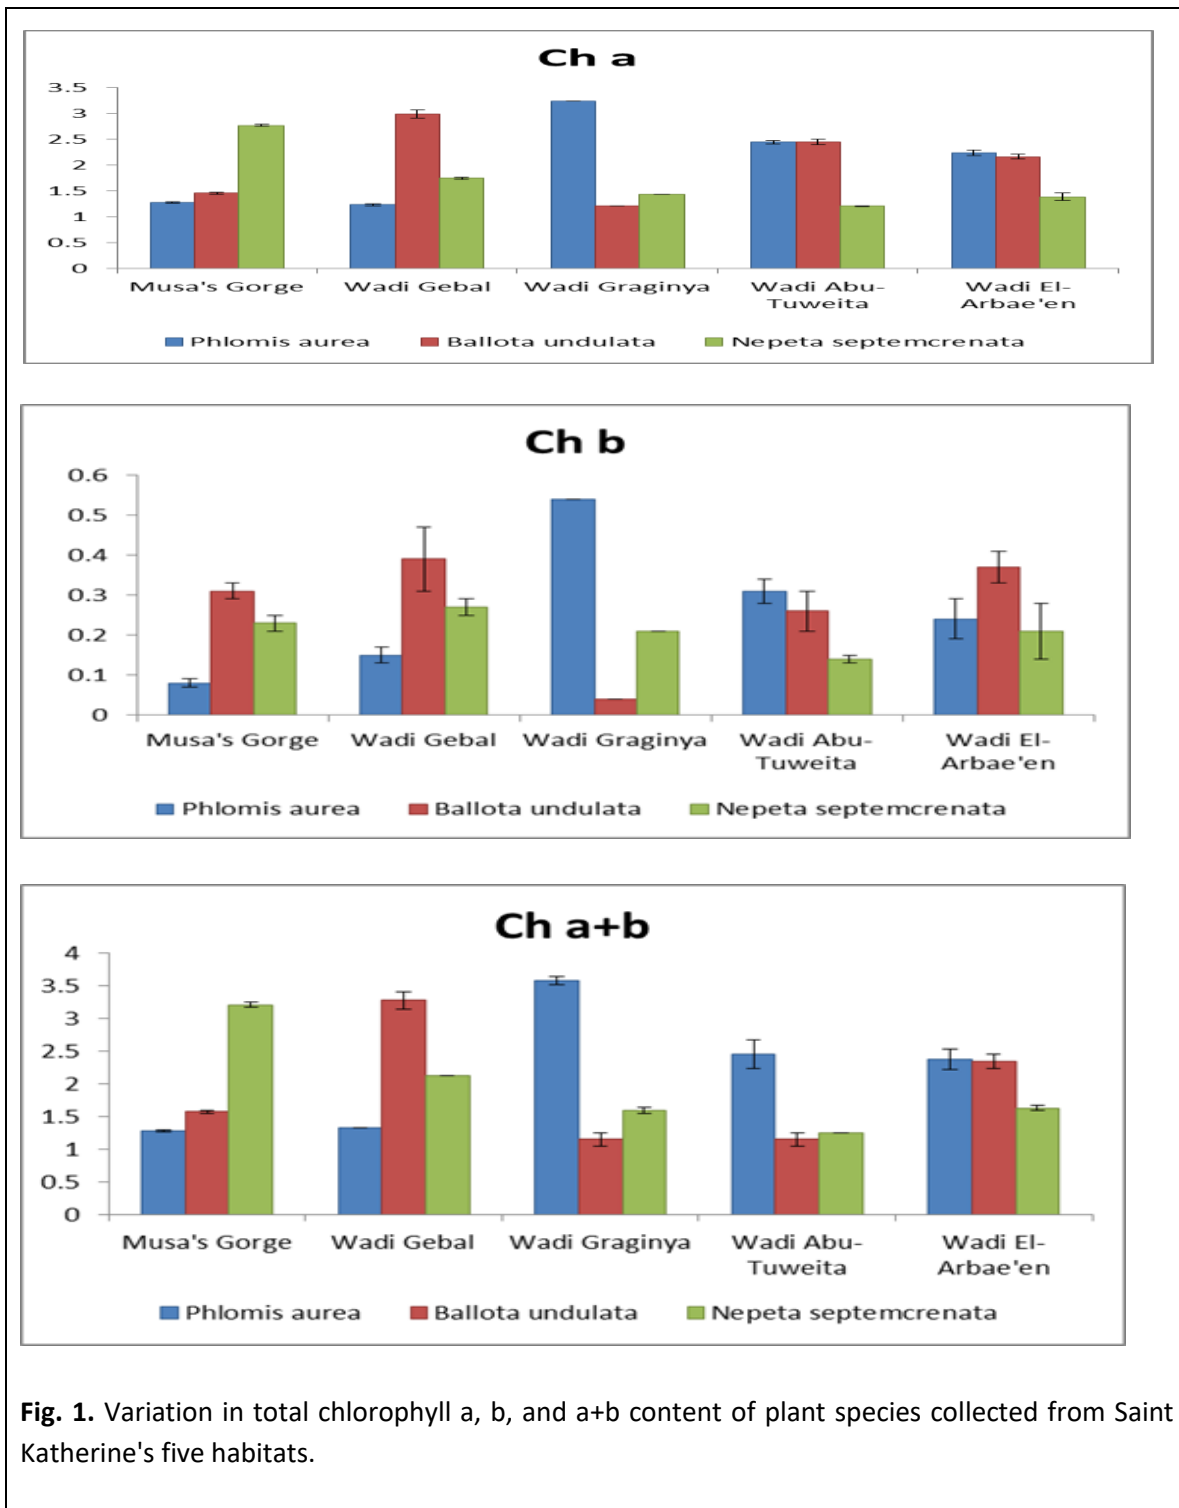 Ch a
3.5
3
2.5
2
1.5
1
0.5
0
Musa's Gorge Wadi Gebal Wadi Graginya Wadi Abu- Wadi El-
Tuweita Arbae'en
Phlomis aurea Ballota undulata Nepeta septemcrenata
Ch b
0.6
0.5
0.4
0.3
0.2
0.1
0
Musa's Gorge Wadi Gebal Wadi Graginya Wadi Abu- Wadi El-
Tuweita Arbae'en
Phlomis aurea Ballota undulata Nepeta septemcrenata
Ch a+b
4
3.5
3
2.5
2
1.5
1
0.5
0
Musa's Gorge Wadi Gebal Wadi Graginya Wadi Abu- Wadi El-
Tuweita Arbae'en
Phlomis aurea Ballota undulata Nepeta septemcrenata
Fig. 1. Variation in total chlorophyll a, b, and a+b content of plant species collected from Saint
Katherine's five habitats.